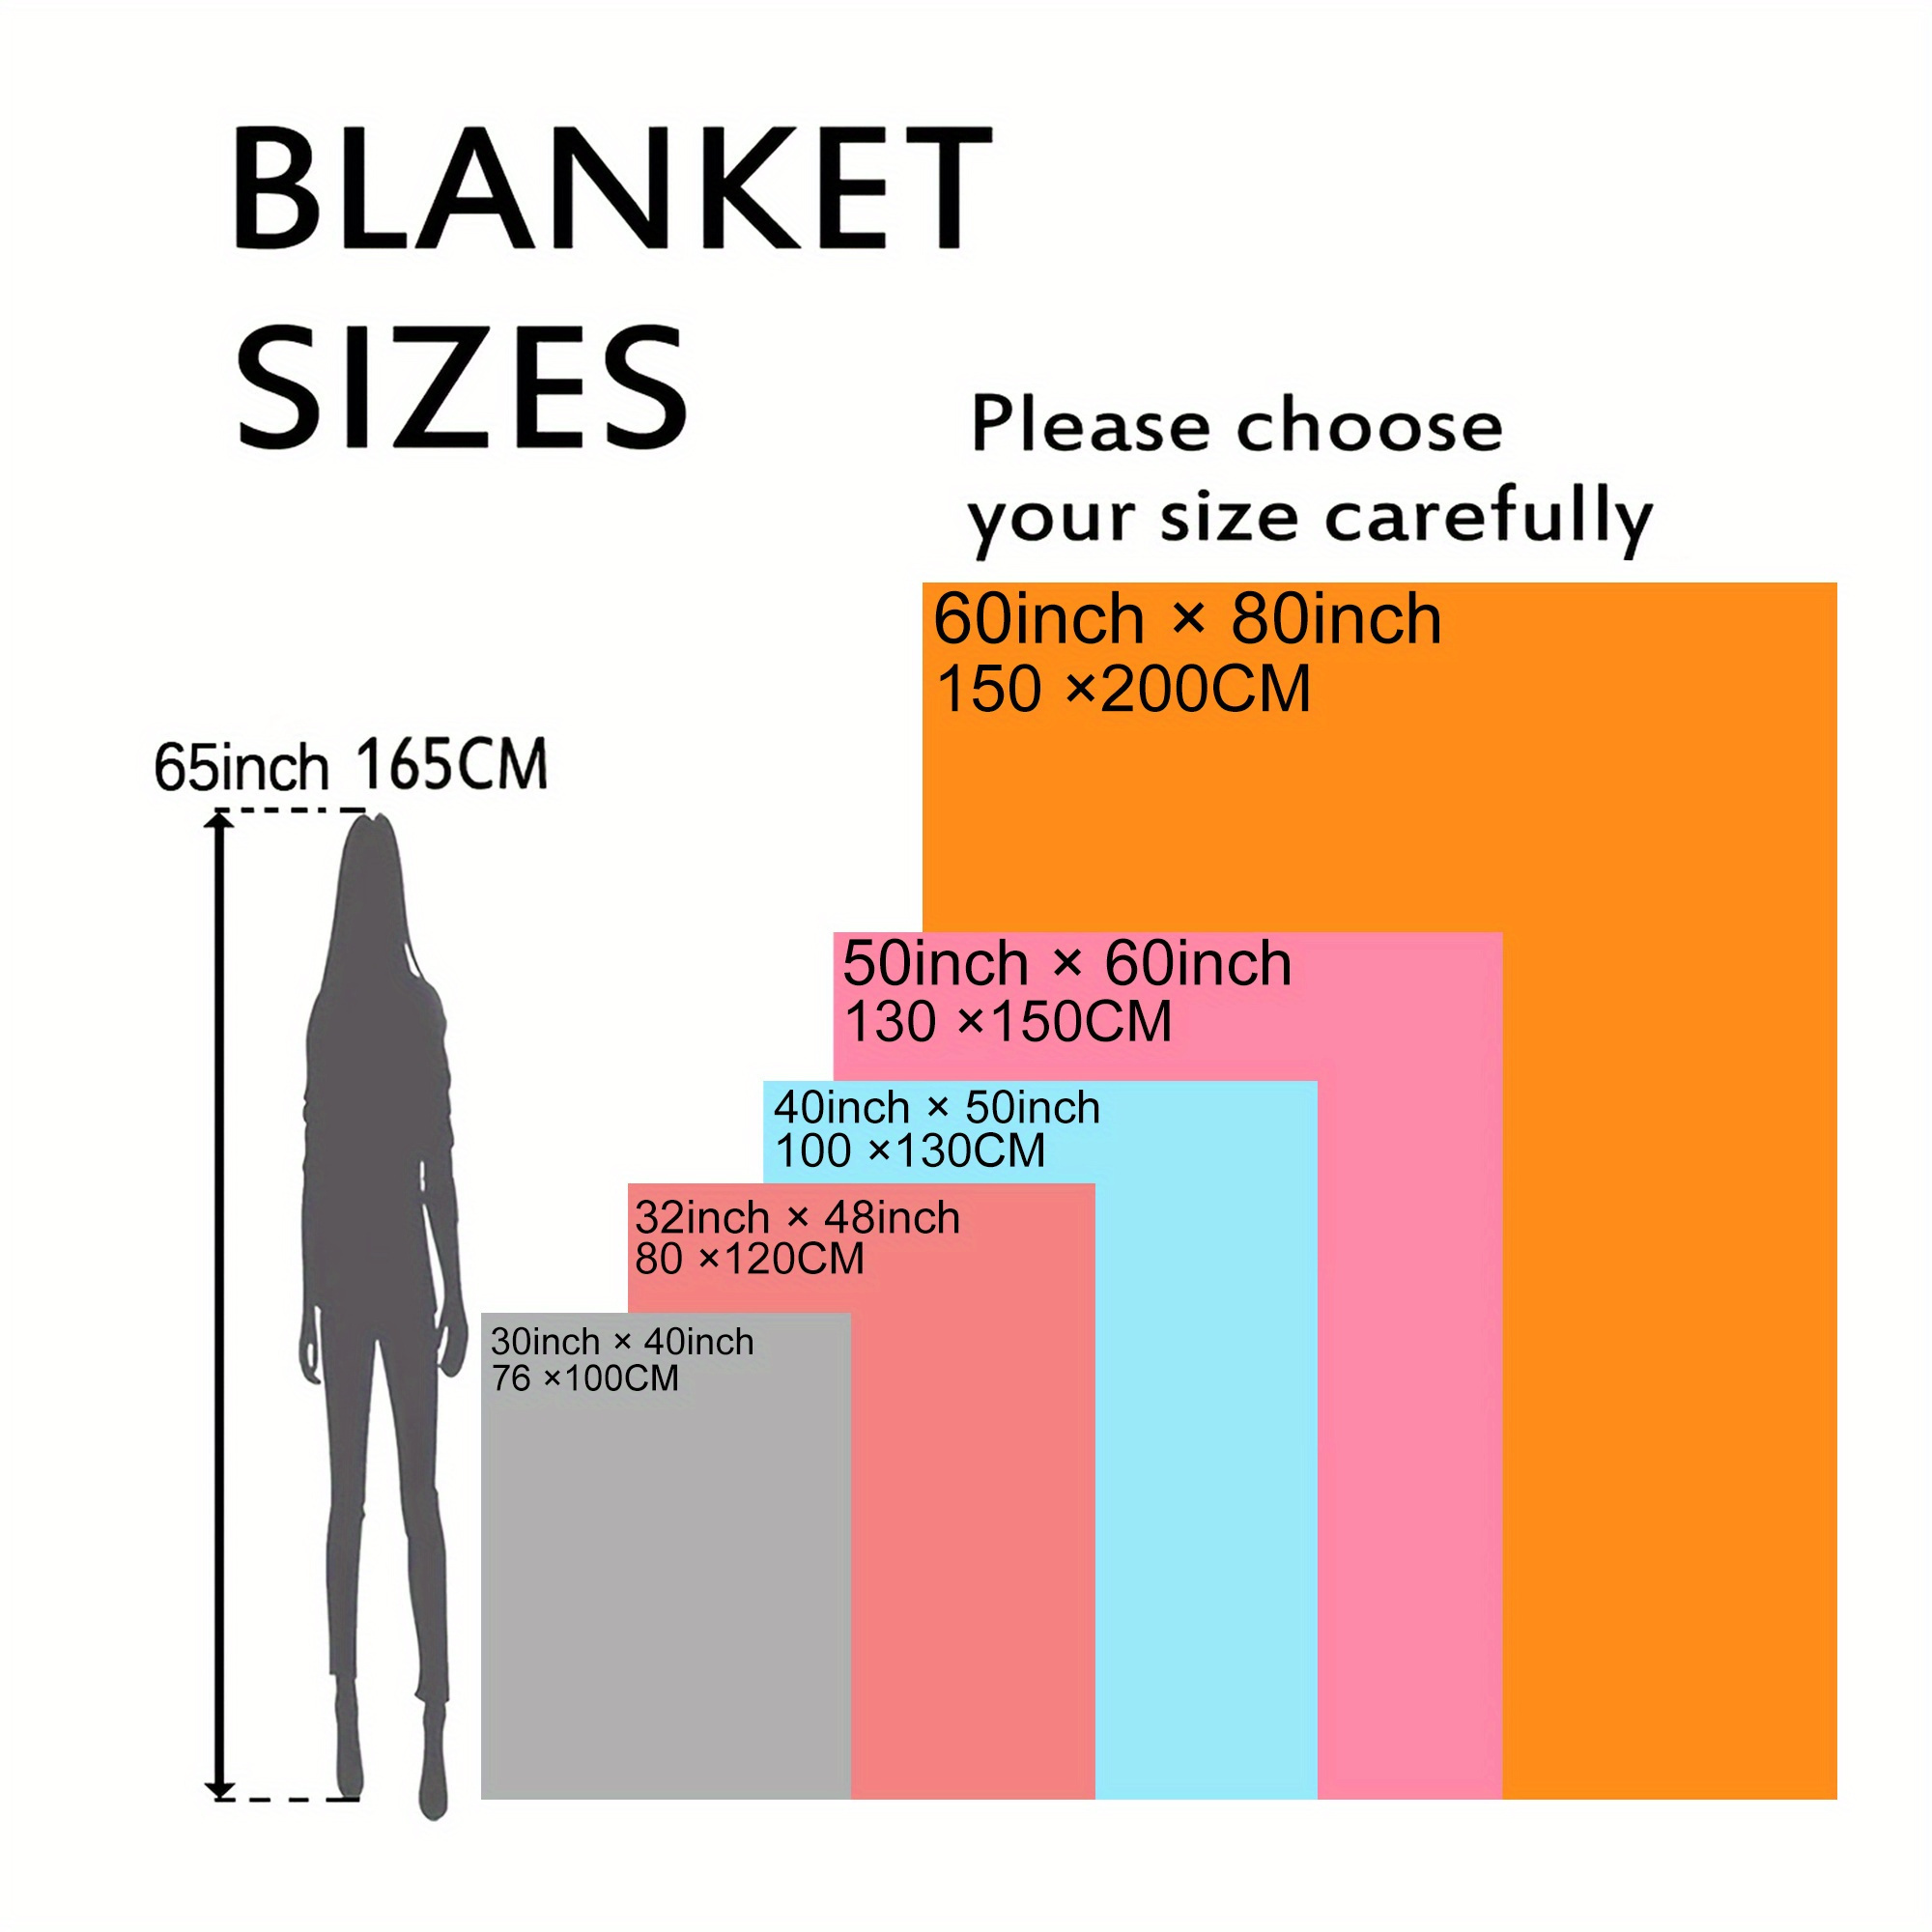 BLANKET
SIZES
Please choose
your size carefully
60inch × 80inch
150 ×200CM
65inch 165CM
50inch × 60inch
130 ×150CM
40inch × 50inch
100 ×130CM
32inch × 48inch
80 ×120CM
30inch × 40inch
76 ×100CM